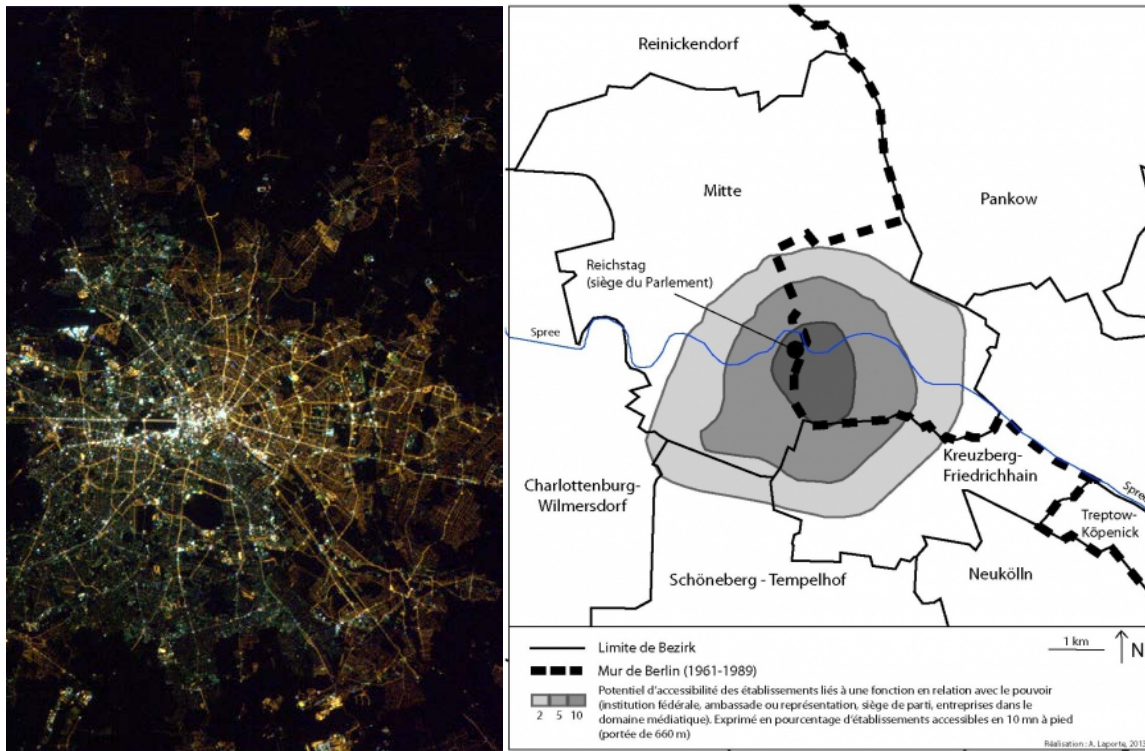 Reinickendorf
Mitte
Pankow
Reichstag
(siège du Parlement)
Spree
Charlottenburg-
Wilmersdorf
Kreuzberg-
Friedrichhain
Spree
Treptow-
Köpenick
Schöneberg - Tempelhof
Neukölln
Limite de Bezirk
1 km
N
Mur de Berlin (1961-1989)
Potentiel d'accessibilité des établissements liés à une fonction en relation avec le pouvoir
(institution fédérale, ambassade ou représentation, siège de parti, entreprises dans le
2 5 10
domaine médiatique). Exprimé en pourcentage d'établissements accessibles en 10 mn à pied
(portée de 660 m)
Réalisation : A. Laporte, 2015